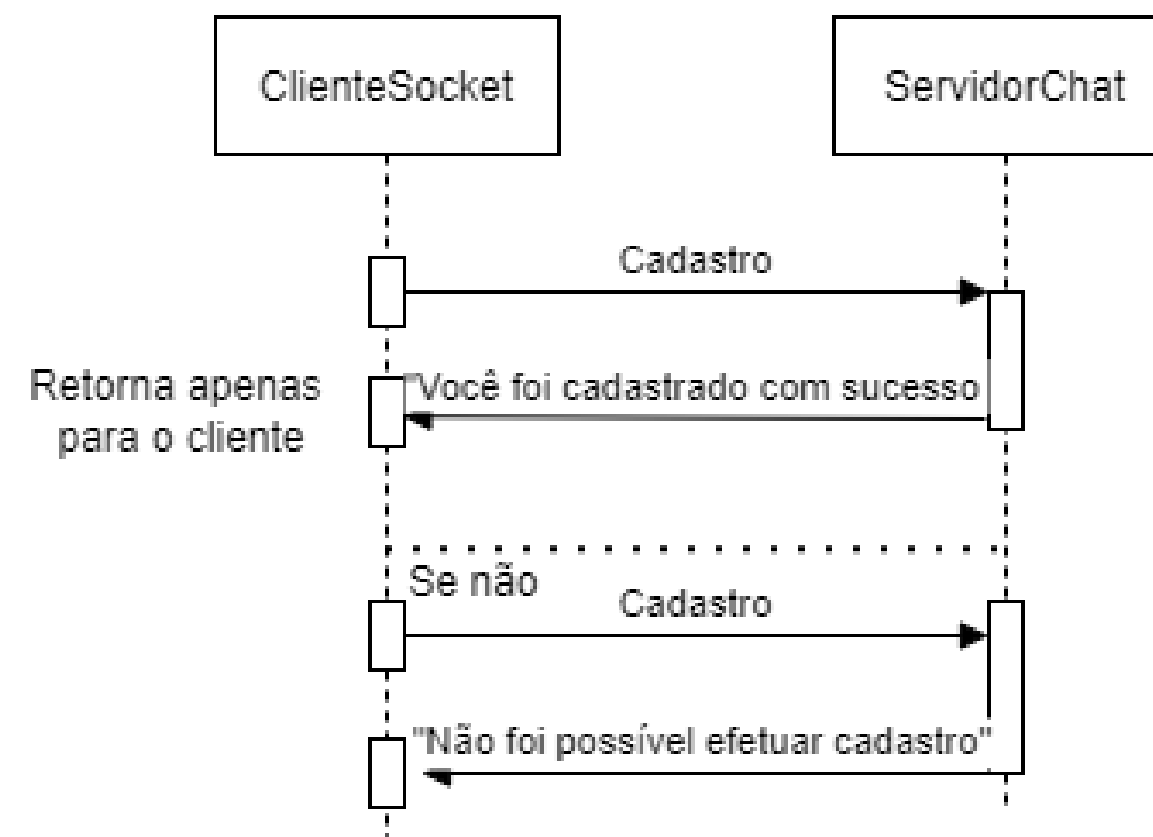 ClienteSocket
ServidorChat
Cadastro
Retorna apenas
para o cliente
"Você foi cadastrado com sucesso
Se não
Cadastro
"Não foi possível efetuar cadastro"